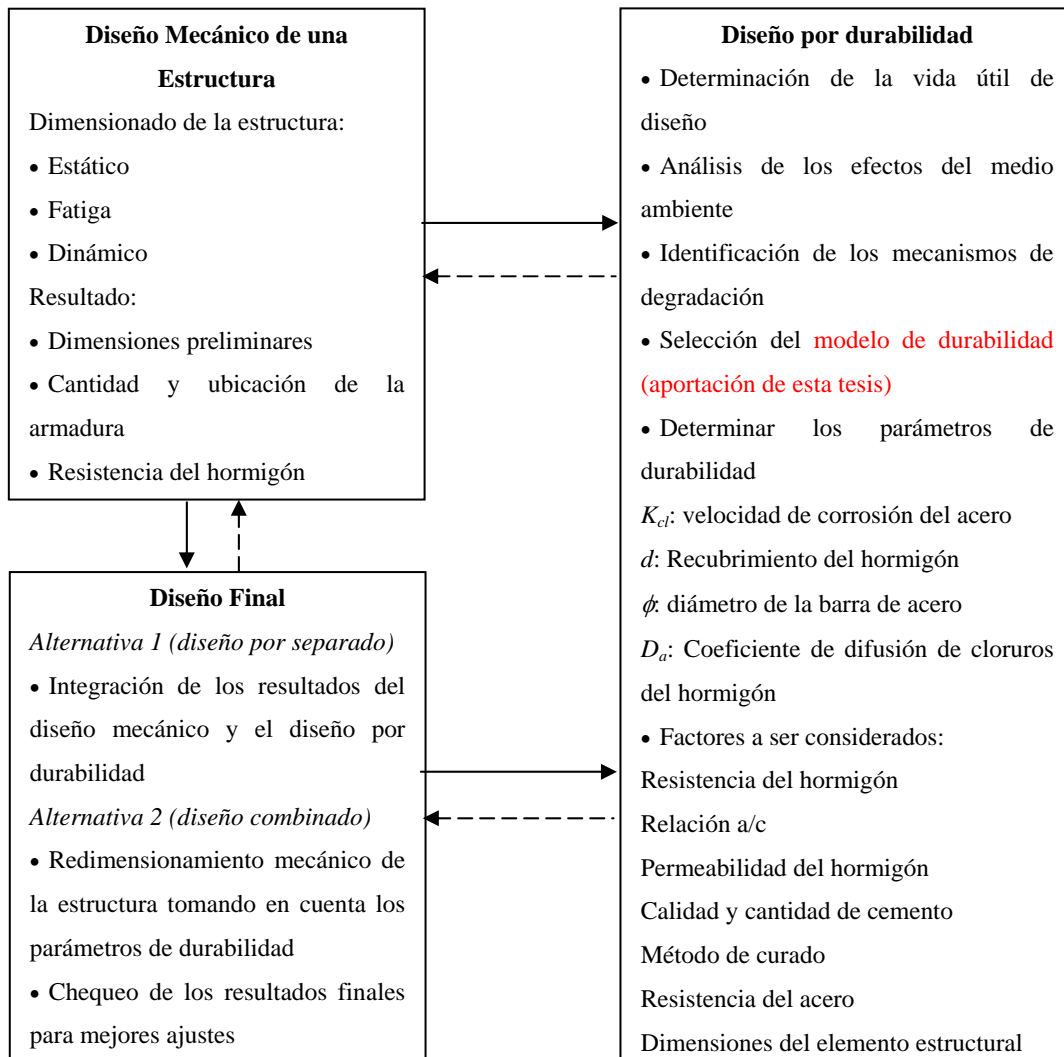 Diseño Mecánico de una
Estructura
Dimensionado de la estructura:
• Estático
• Fatiga
• Dinámico
Resultado:
• Dimensiones preliminares
• Cantidad y ubicación de la
armadura
• Resistencia del hormigón
Diseño Final
Alternativa 1 (diseño por separado)
• Integración de los resultados del
diseño mecánico y el diseño por
durabilidad
Alternativa 2 (diseño combinado)
• Redimensionamiento mecánico de
la estructura tomando en cuenta los
parámetros de durabilidad
• Chequeo de los resultados finales
para mejores ajustes
Diseño por durabilidad
• Determinación de la vida útil de
diseño
• Análisis de los efectos del medio
ambiente
• Identificación de los mecanismos de
degradación
• Selección del modelo de durabilidad
(aportación de esta tesis)
• Determinar los parámetros de
durabilidad
K_{cl}: velocidad de corrosión del acero
d: Recubrimiento del hormigón
ϕ: diámetro de la barra de acero
D_a: Coeficiente de difusión de cloruros
del hormigón
• Factores a ser considerados:
Resistencia del hormigón
Relación a/c
Permeabilidad del hormigón
Calidad y cantidad de cemento
Método de curado
Resistencia del acero
Dimensiones del elemento estructural